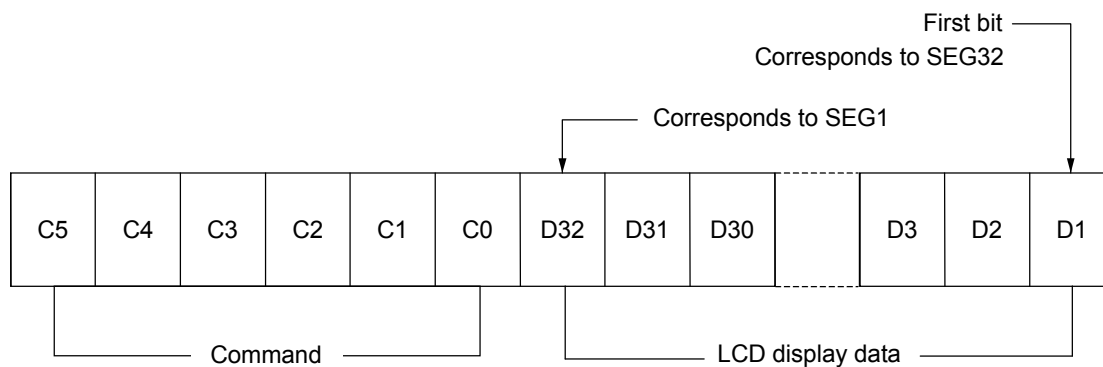 First bit
Corresponds to SEG32
Corresponds to SEG1
C5 C4 C3 C2 C1 C0 D32 D31 D30 D3 D2 D1
Command
LCD display data